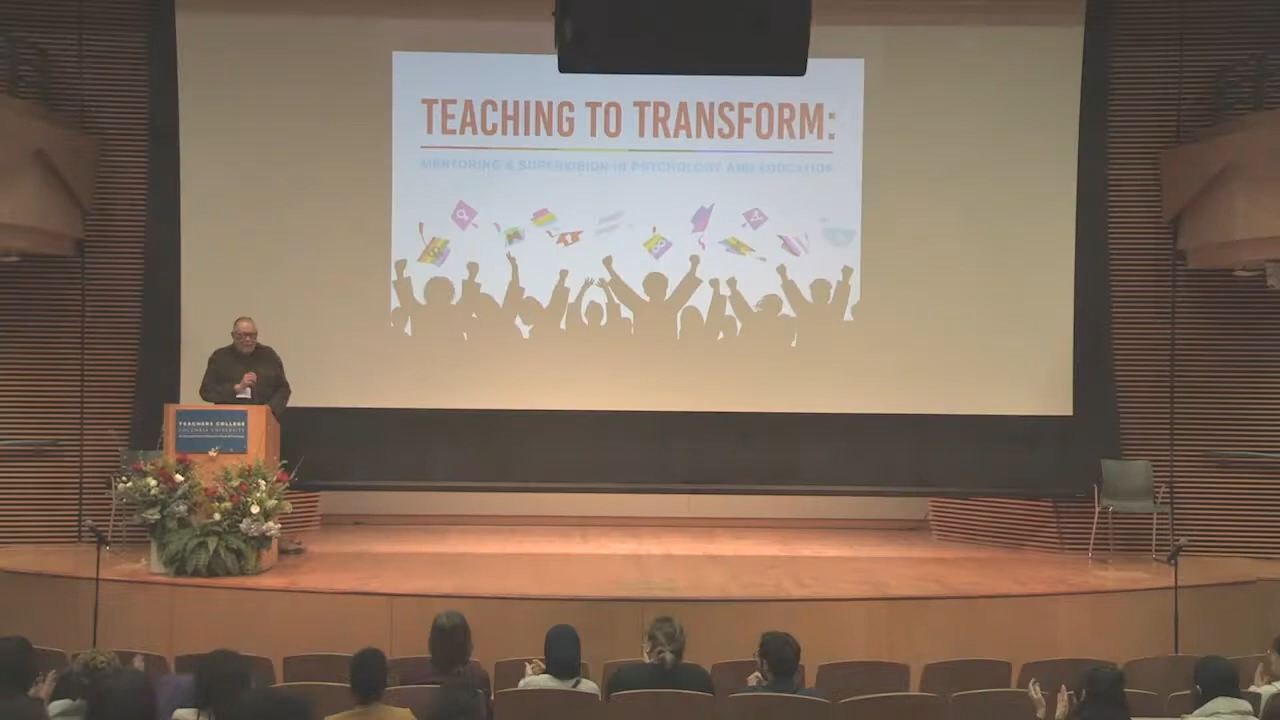 TEACHING TO TRANSFORM:
MENTORING & SUPERVISION IN PSYCHOLOGY AND EDUCATION
TEACHERS COLLEGE
COLUMBIA UNIVERSITY